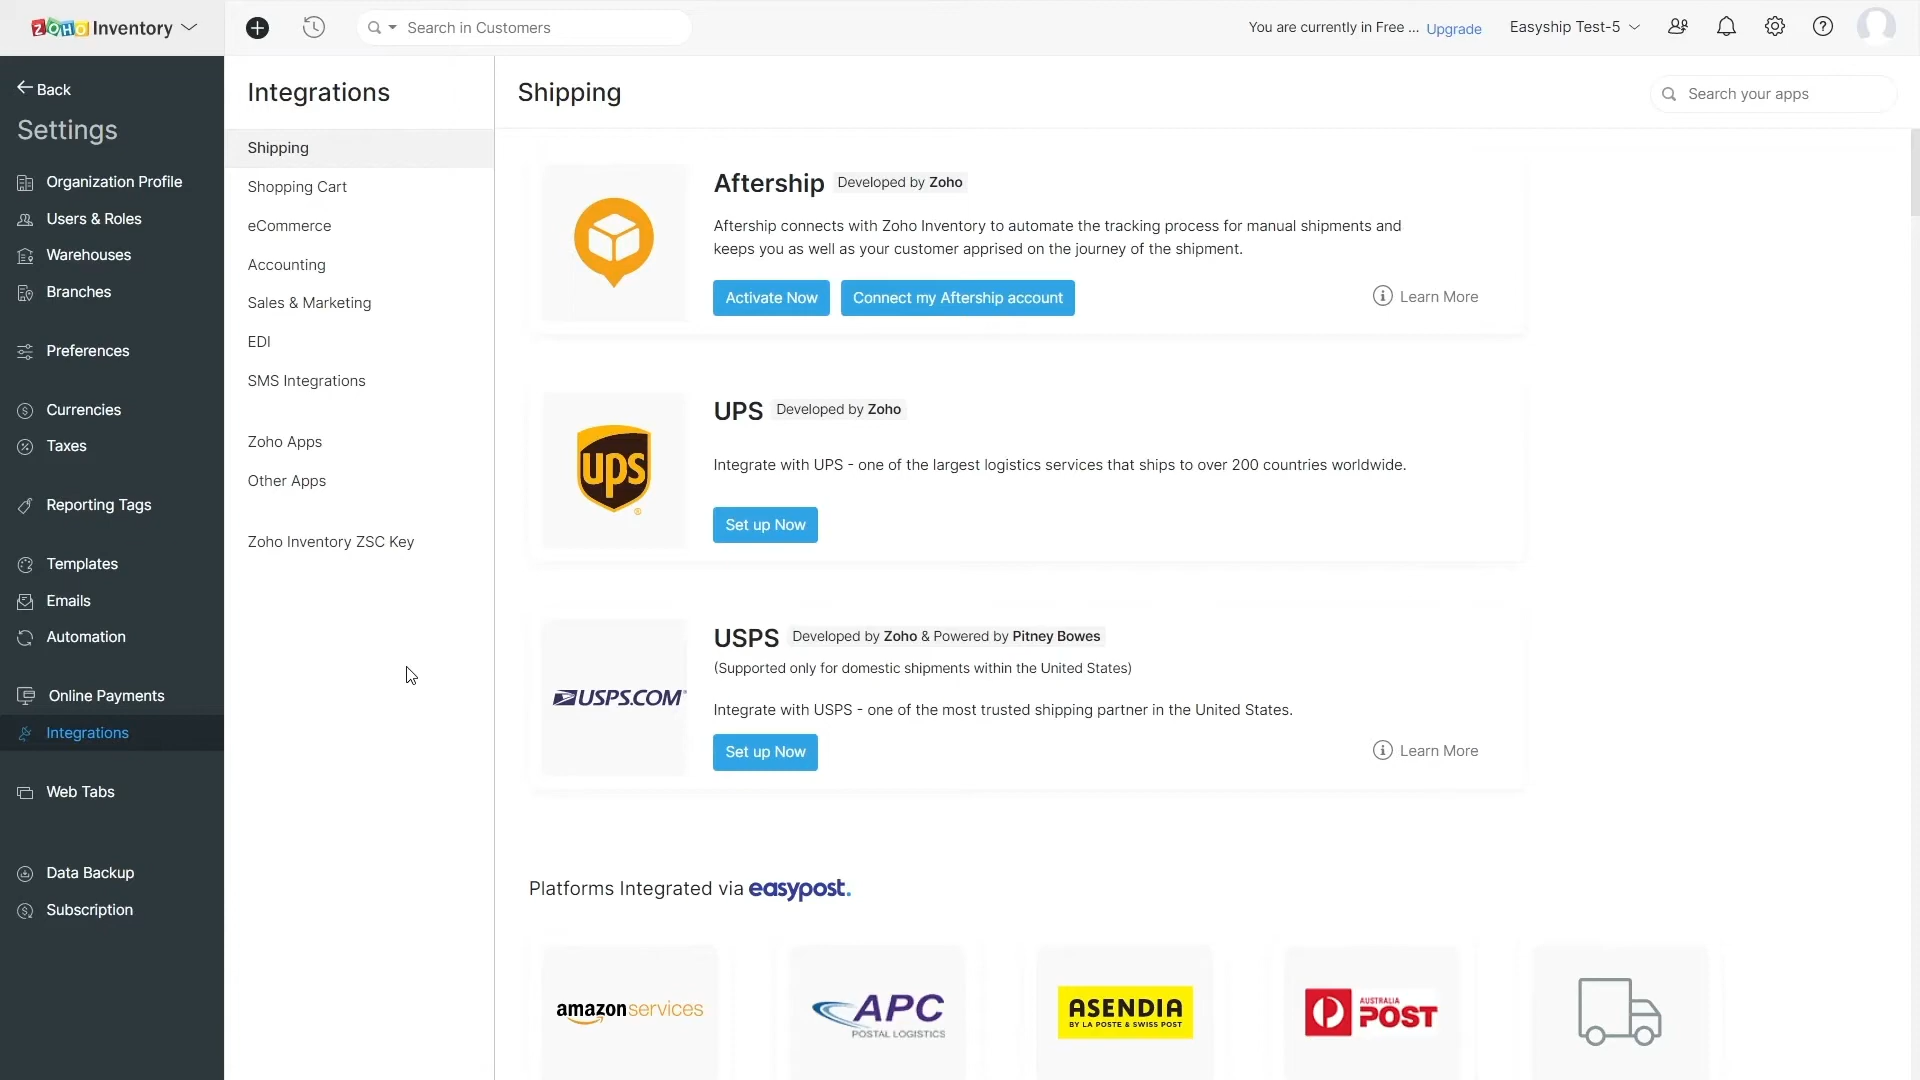 ZOHO Inventory
Search in Customers
You are currently in Free ... Upgrade
Easyship Test-5
Back
Settings
Organization Profile
Users & Roles
Warehouses
Branches
Preferences
Currencies
Taxes
Reporting Tags
Templates
Emails
Automation
Online Payments
Integrations
Web Tabs
Data Backup
Subscription
Integrations
Shipping
Shopping Cart
eCommerce
Accounting
Sales & Marketing
EDI
SMS Integrations
Zoho Apps
Other Apps
Zoho Inventory ZSC Key
Shipping
Search your apps
Aftership Developed by Zoho
Aftership connects with Zoho Inventory to automate the tracking process for manual shipments and
keeps you as well as your customer apprised on the journey of the shipment.
Activate Now Connect my Aftership account
Learn More
ups
UPS Developed by Zoho
Integrate with UPS - one of the largest logistics services that ships to over 200 countries worldwide.
Set up Now
USPS.COM®
USPS Developed by Zoho & Powered by Pitney Bowes
(Supported only for domestic shipments within the United States)
Integrate with USPS - one of the most trusted shipping partner in the United States.
Set up Now
Learn More
Platforms Integrated via easypost.
amazonservices
APC
POSTAL LOGISTICS
ASENDIA
BY LA POSTE & SWISS POST
AUSTRALIA
POST